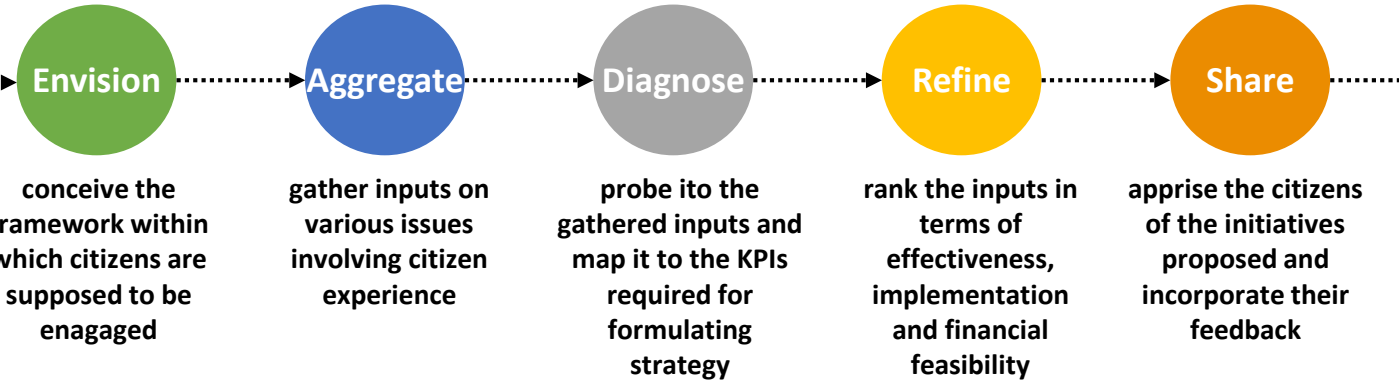 Envision
conceive the
ramework within
which citizens are
supposed to be
enagaged
Aggregate
gather inputs on
various issues
involving citizen
experience
Diagnose
probe ito the
gathered inputs and
map it to the KPIs
required for
formulating
strategy
Refine
rank the inputs in
terms of
effectiveness,
implementation
and financial
feasibility
Share
apprise the citizens
of the initiatives
proposed and
incorporate their
feedback